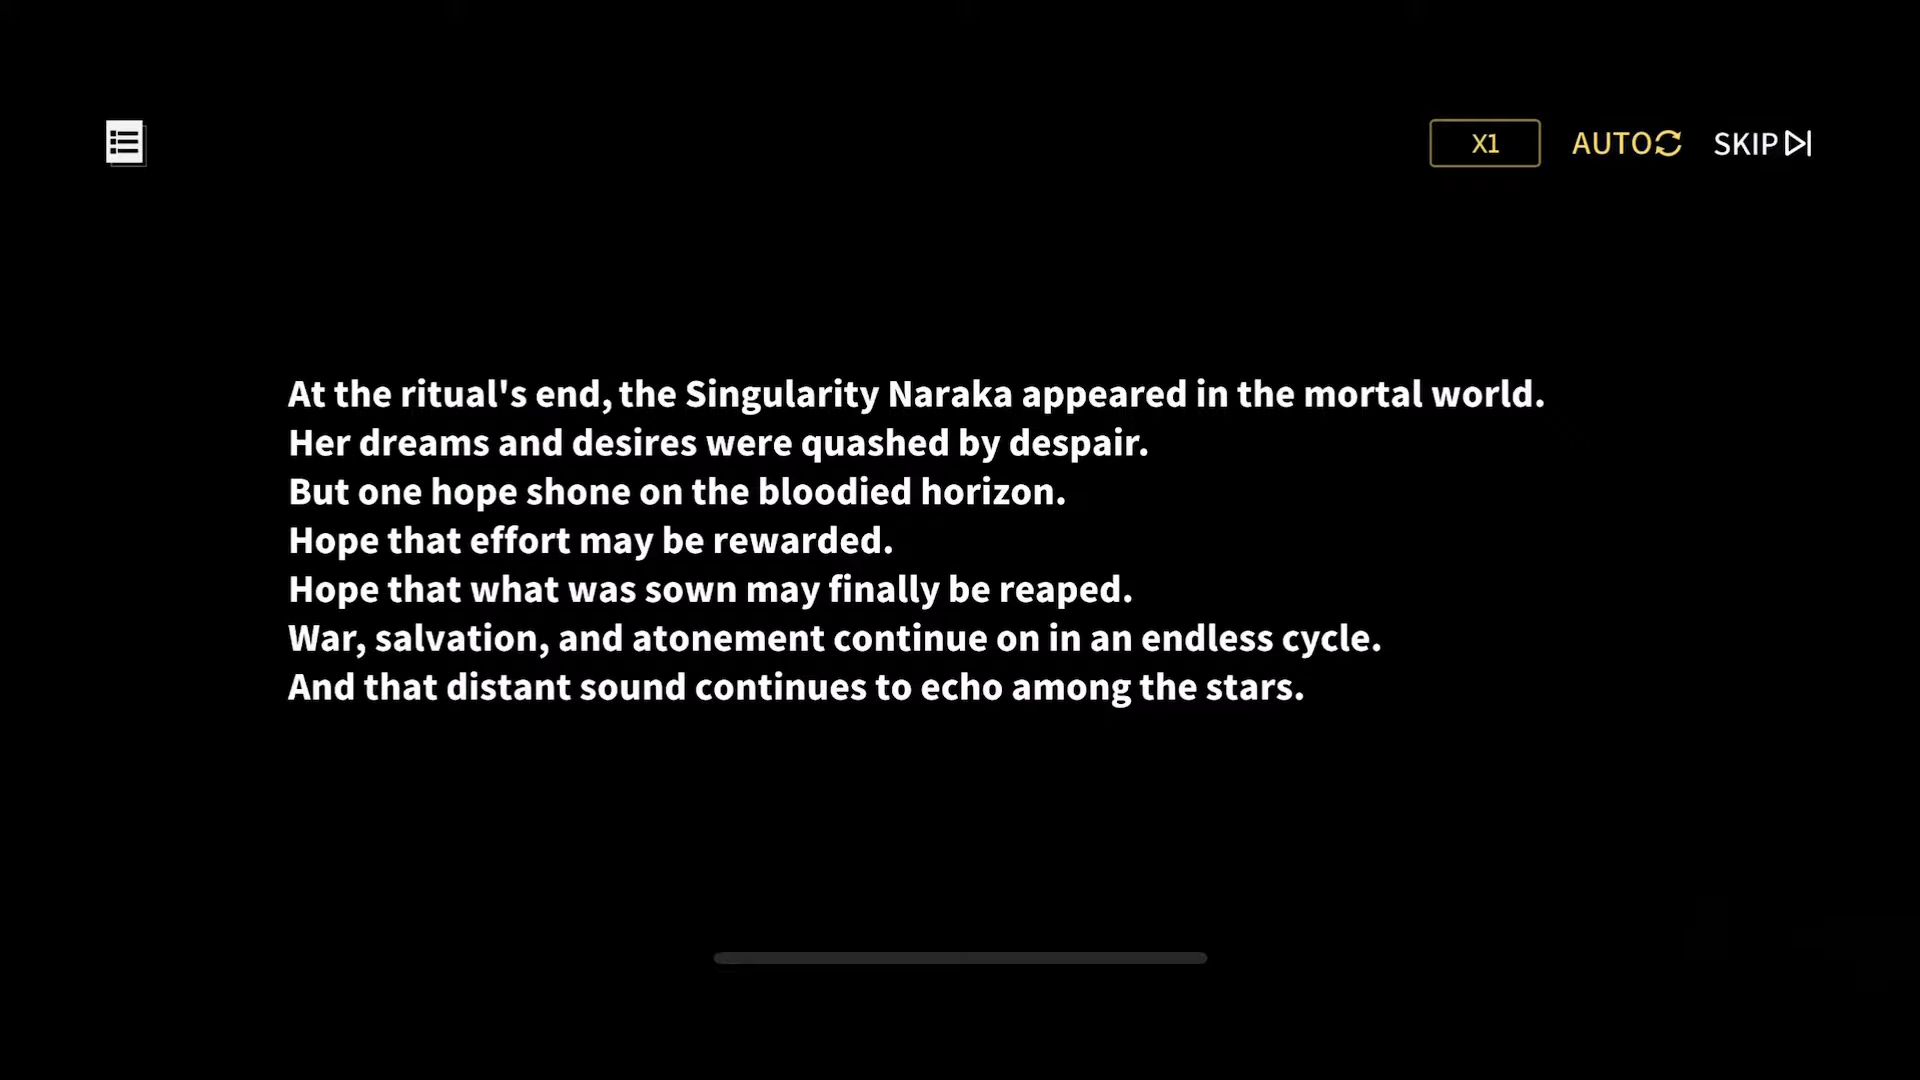 X1 AUTO SKIP
At the ritual's end, the Singularity Naraka appeared in the mortal world.
Her dreams and desires were quashed by despair.
But one hope shone on the bloodied horizon.
Hope that effort may be rewarded.
Hope that what was sown may finally be reaped.
War, salvation, and atonement continue on in an endless cycle.
And that distant sound continues to echo among the stars.